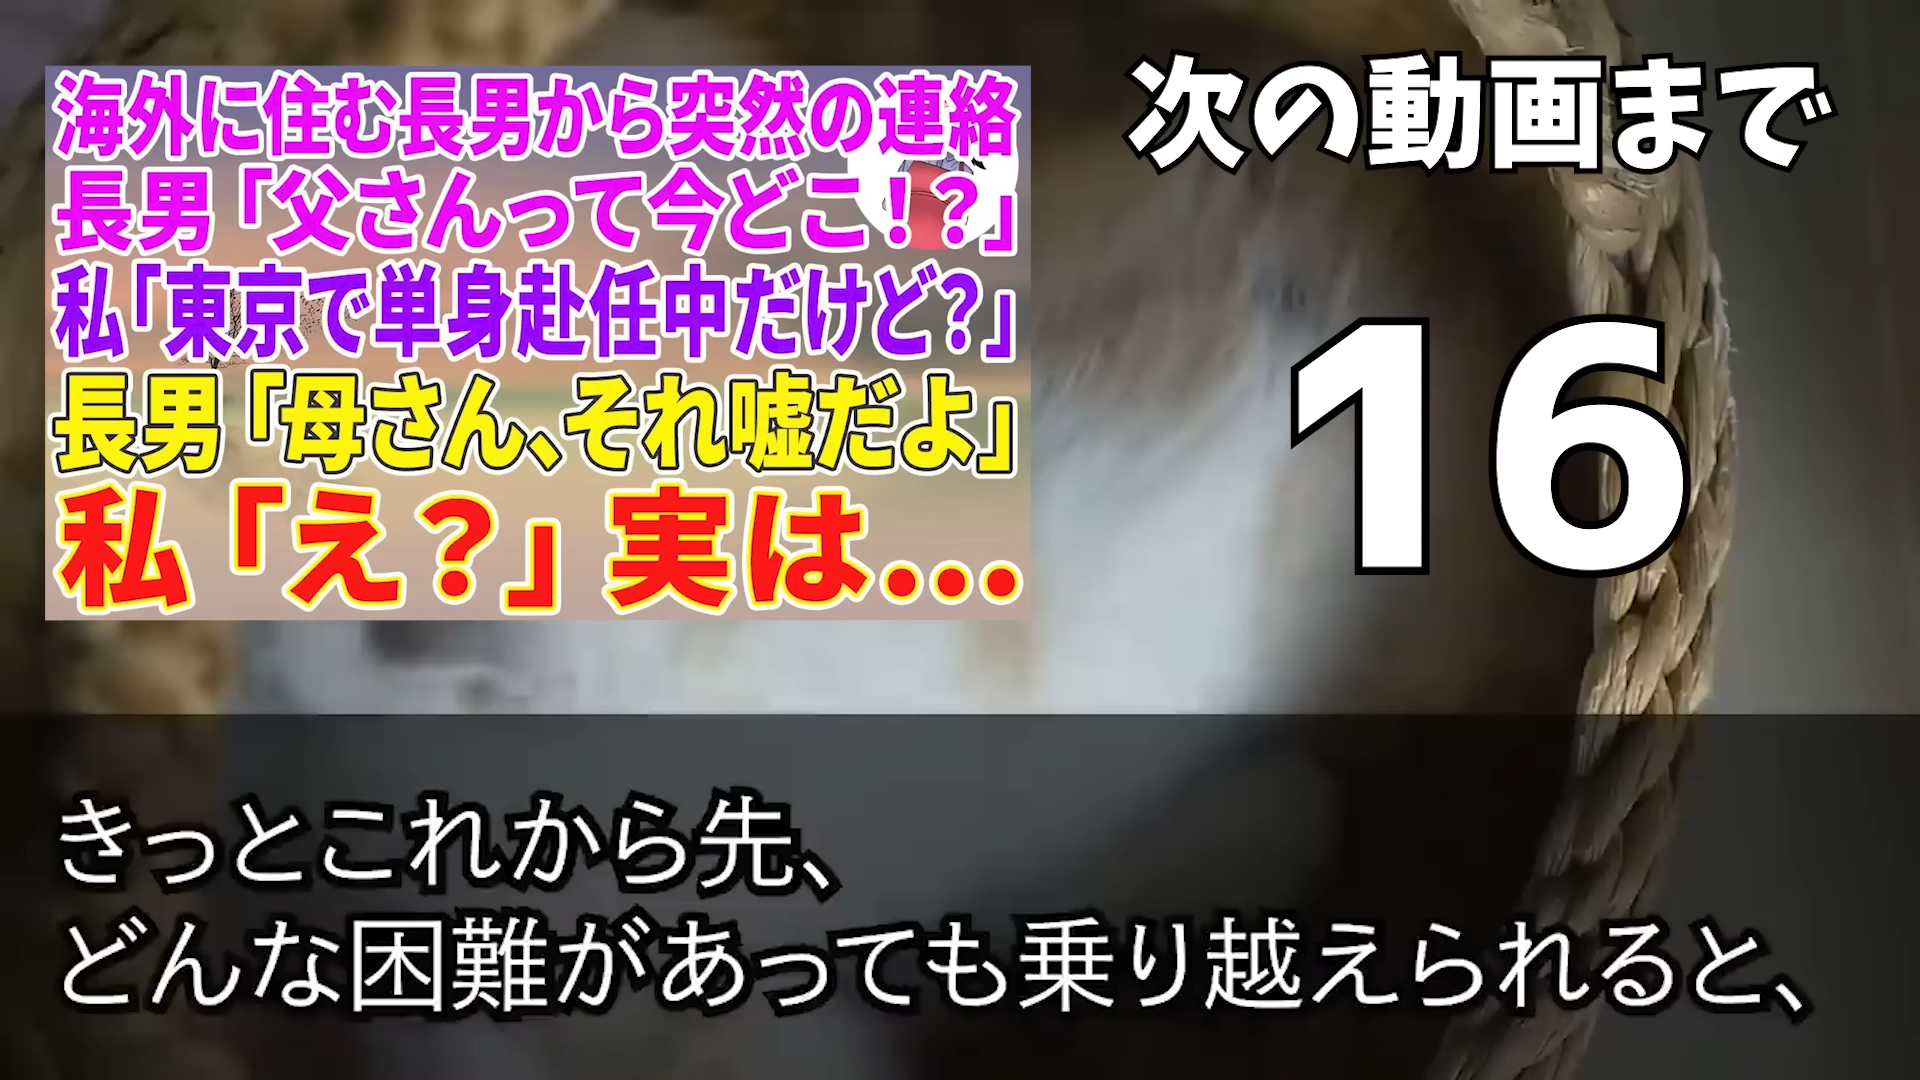 海外に住む長男から突然の連絡
長男「父さんって今どこ！？」
私「東京で単身赴任中だけど？」
長男「母さん、それ嘘だよ」
私「え？」実は…
次の動画まで
16
きっとこれから先、
どんな困難があっても乗り越えられると、